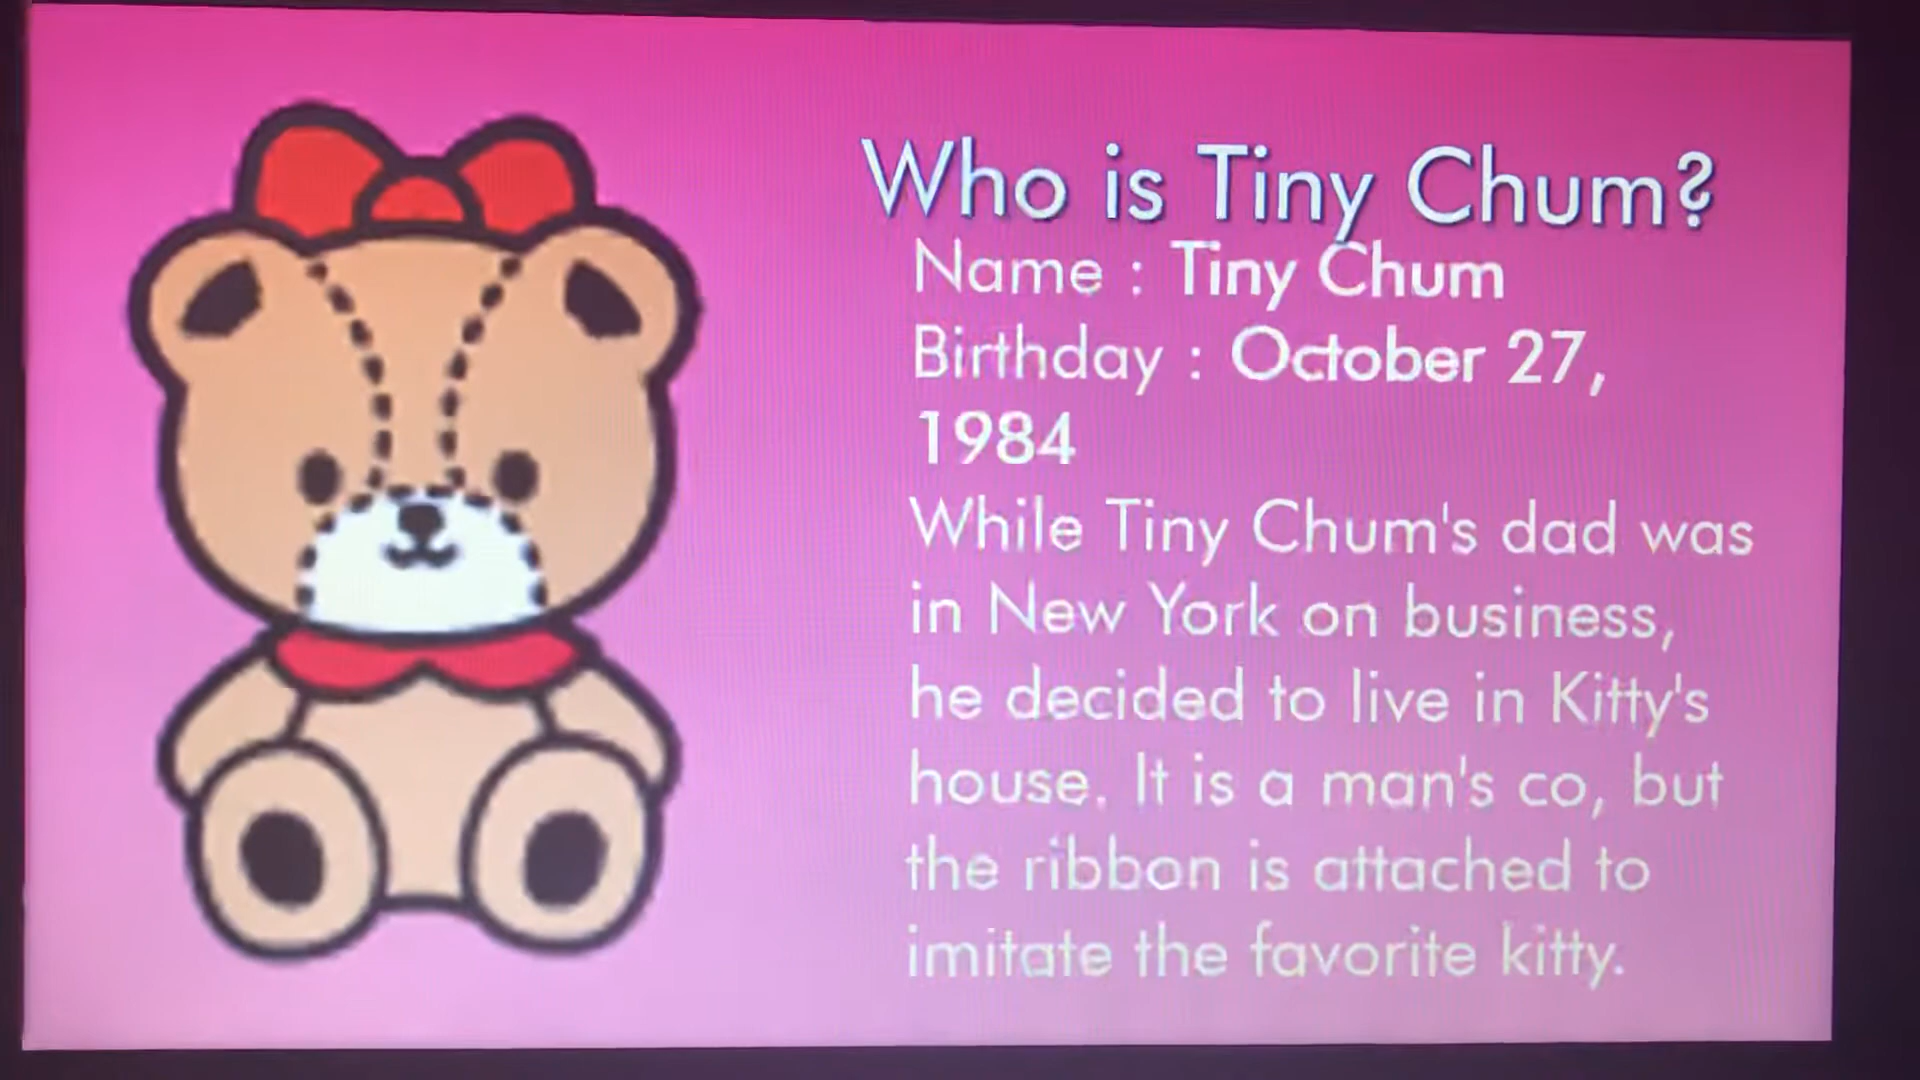 Who is Tiny Chum?
Name : Tiny Chum
Birthday : October 27,
1984
While Tiny Chum's dad was
in New York on business,
he decided to live in Kitty's
house. It is a man's co, but
the ribbon is attached to
imitate the favorite kitty.